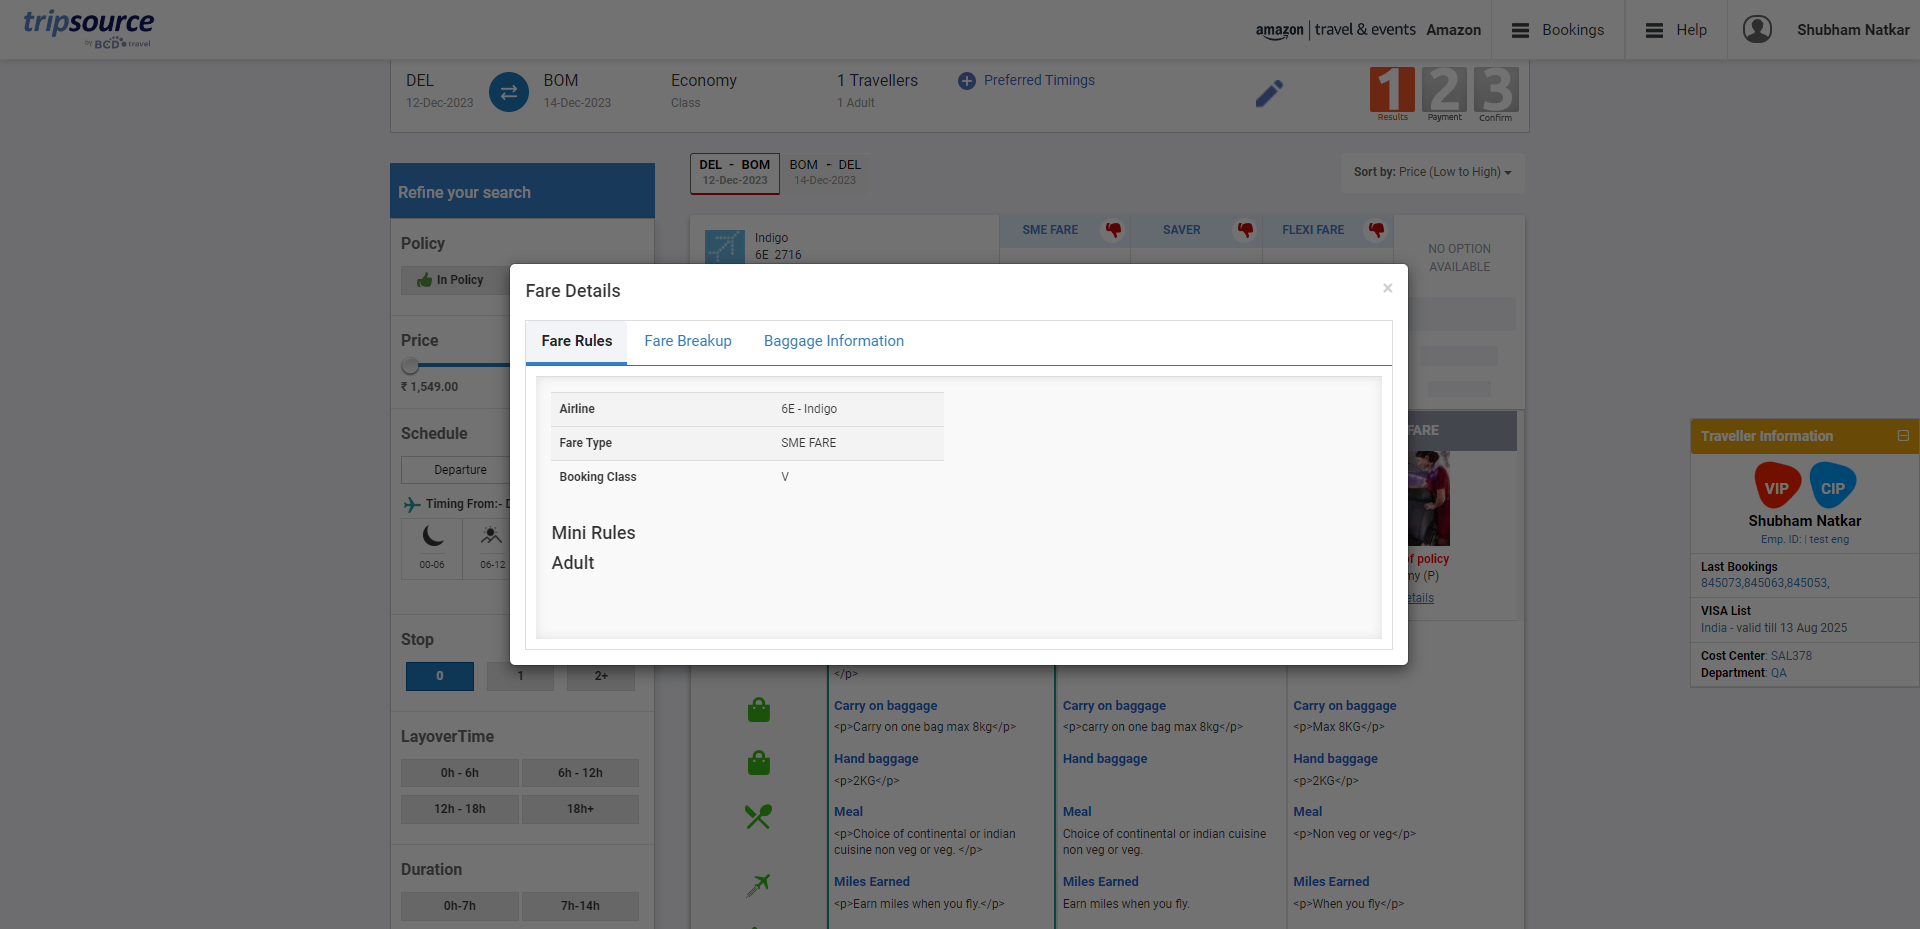 tripsource
by BCD travel
amazon | travel & events Amazon
Bookings
Help
Shubham Natkar
DEL
12-Dec-2023
BOM
14-Dec-2023
Economy
Class
1 Travellers
1 Adult
Preferred Timings
1 2 3
Results Payment Confirm
Refine your search
DEL - BOM
12-Dec-2023
BOM - DEL
14-Dec-2023
Sort by: Price (Low to High)
Policy
In Policy
Price
₹ 1,549.00
Schedule
Departure
Timing From:- D
00-06
06-12
Stop
0
1
2+
LayoverTime
0h - 6h
6h - 12h
12h - 18h
18h+
Duration
0h-7h
7h-14h
Indigo
6E 2716
SME FARE
SAVER
FLEXI FARE
NO OPTION
AVAILABLE
Fare Details
×
Fare Rules
Fare Breakup
Baggage Information
Airline 6E - Indigo
Fare Type SME FARE
Booking Class V
Mini Rules
Adult
FARE
f policy
ny (P)
etails
</p>
Carry on baggage
<p>Carry on one bag max 8kg</p>
Carry on baggage
<p>carry on one bag max 8kg</p>
Carry on baggage
<p>Max 8KG</p>
Hand baggage
<p>2KG</p>
Hand baggage
Hand baggage
<p>2KG</p>
Meal
<p>Choice of continental or indian
cuisine non veg or veg. </p>
Meal
Choice of continental or indian cuisine
non veg or veg.
Meal
<p>Non veg or veg</p>
Miles Earned
<p>Earn miles when you fly.</p>
Miles Earned
Earn miles when you fly.
Miles Earned
<p>When you fly</p>
Traveller Information
VIP
CIP
Shubham Natkar
Emp. ID: | test eng
Last Bookings
845073,845063,845053,
VISA List
India - valid till 13 Aug 2025
Cost Center: SAL378
Department: QA